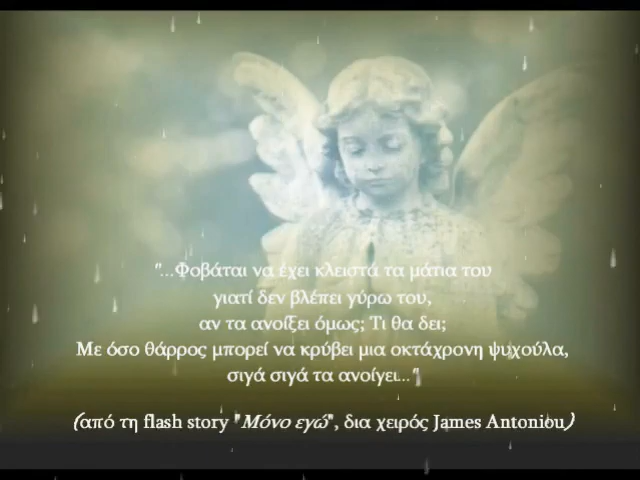 "...Φοβάται να έχει κλειστά τα μάτια του
γιατί δεν βλέπει γύρω του,
αν τα ανοίξει όμως; Τι θα δει;
Με όσο θάρρος μπορεί να κρύβει μια οκτάχρονη ψυχούλα,
σιγά σιγά τα ανοίγει..."
(από τη flash story "Μόνο εγώ", δια χειρός James Antoniou)